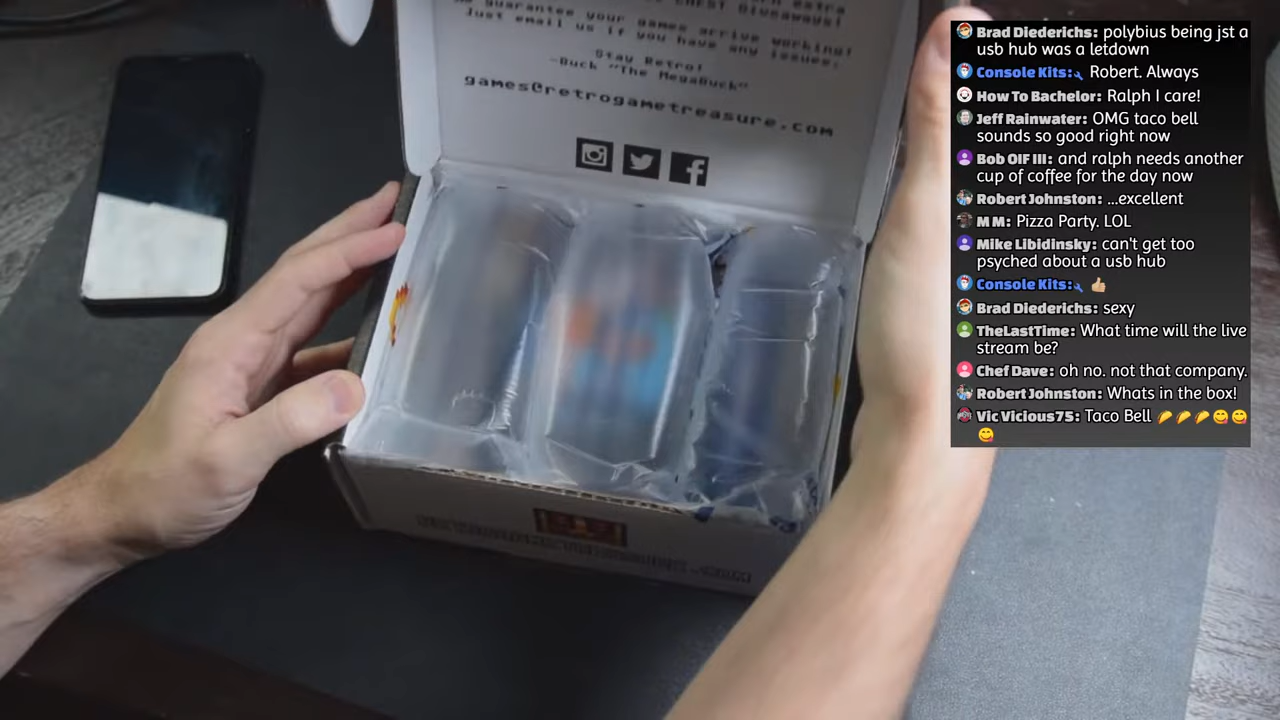 guarantee your games arrive working!
Just email us if you have any issues.
Stay Retro!
-Buck "The MegaBuck"
games@retrogametreasure.com
Brad Diederichs: polybius being jst a
usb hub was a letdown
Console Kits: Robert. Always
How To Bachelor: Ralph I care!
Jeff Rainwater: OMG taco bell
sounds so good right now
Bob OIF III: and ralph needs another
cup of coffee for the day now
Robert Johnston: ...excellent
M M: Pizza Party. LOL
Mike Libidinsky: can't get too
psyched about a usb hub
Console Kits: 👍🏼
Brad Diederichs: sexy
TheLastTime: What time will the live
stream be?
Chef Dave: oh no. not that company.
Robert Johnston: Whats in the box!
Vic Vicious75: Taco Bell 🌮🌮🌮😋😋
😋